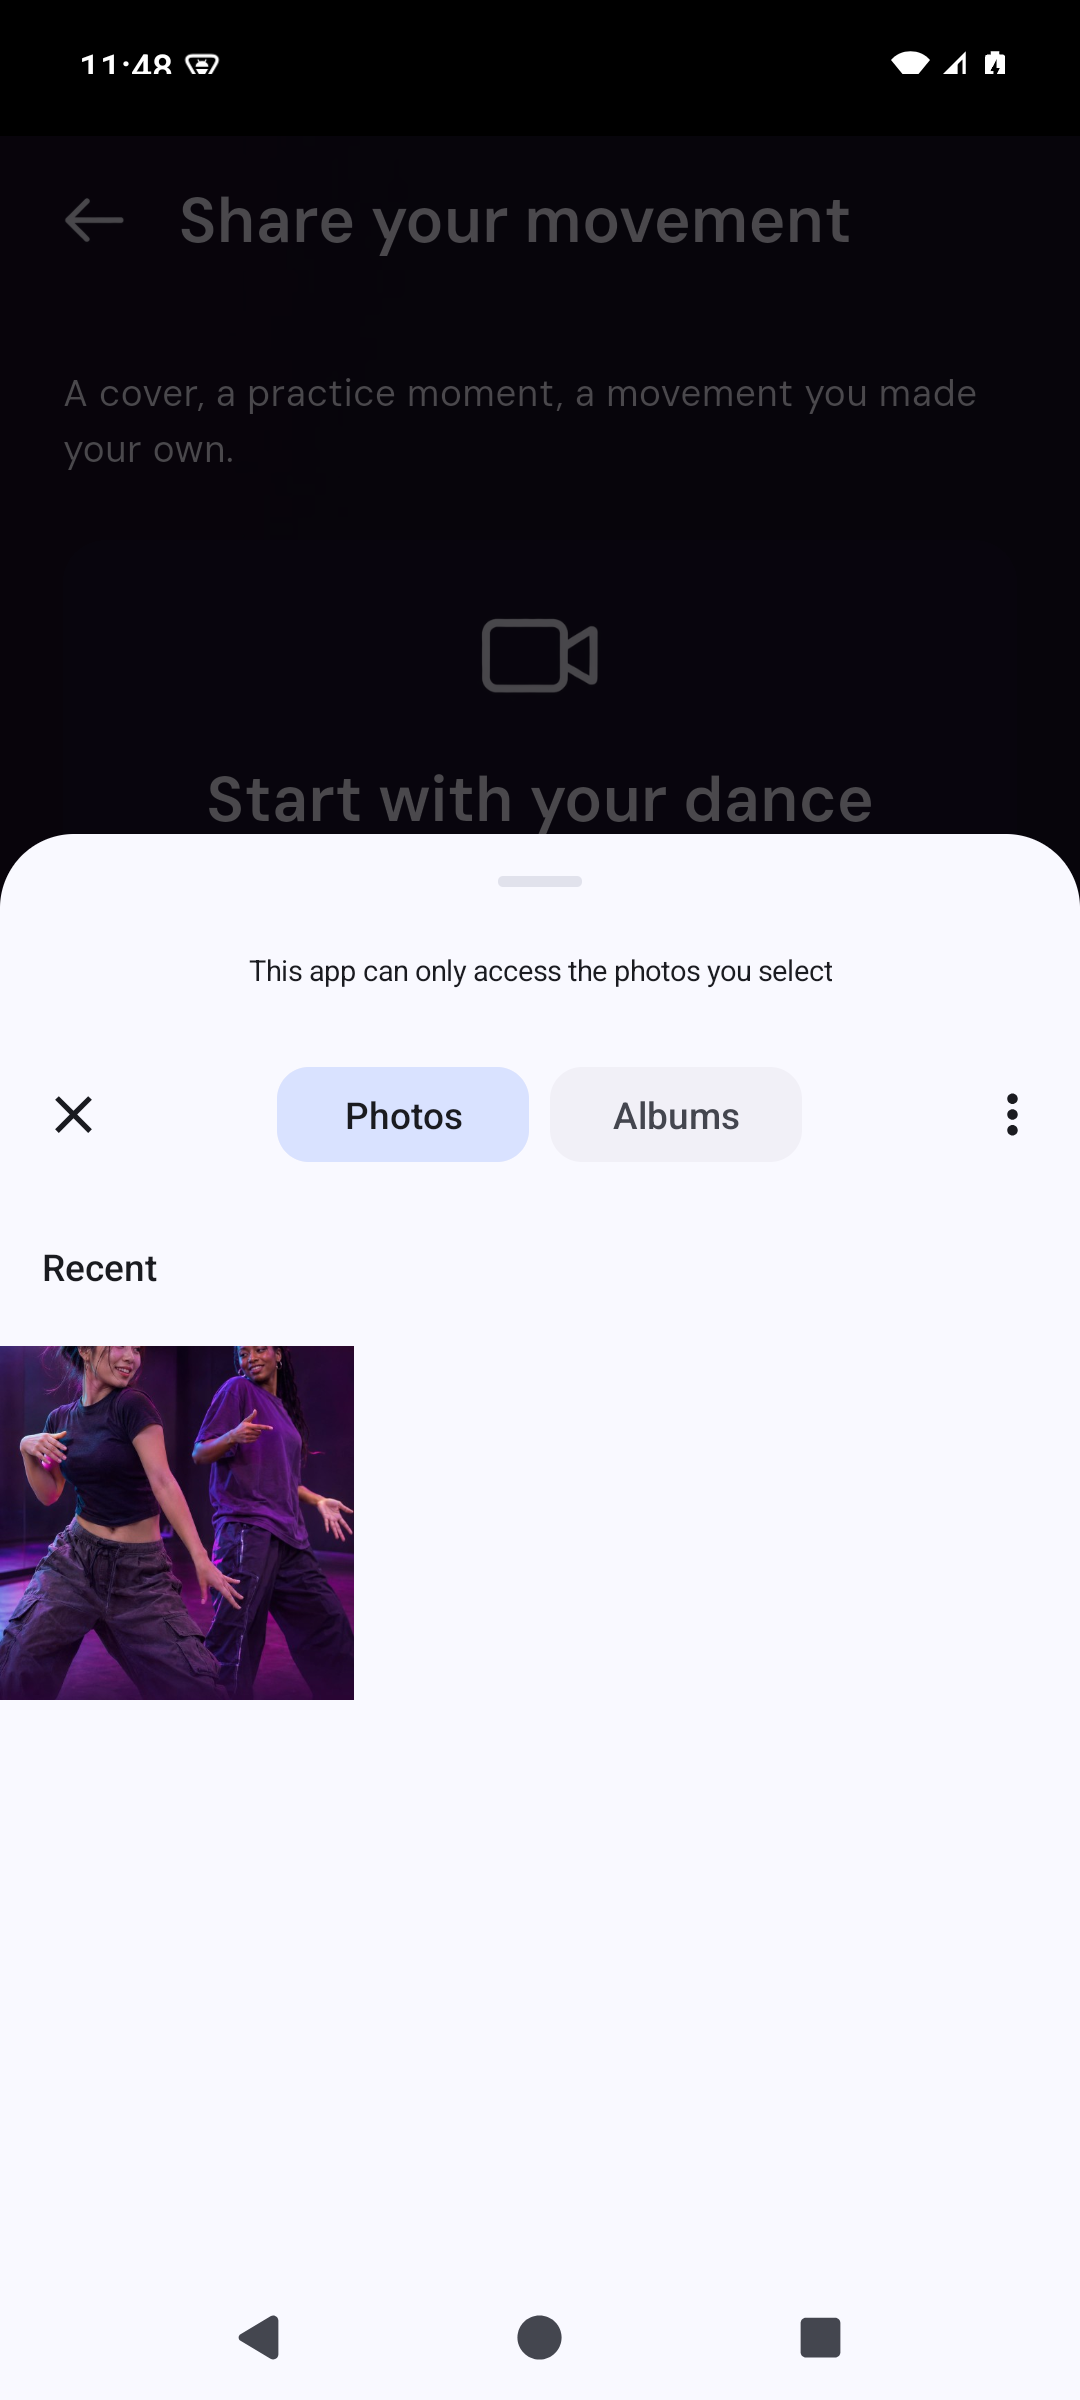 11:48
Share your movement
A cover, a practice moment, a movement you made
your own.
Start with your dance
This app can only access the photos you select
Photos
Albums
Recent